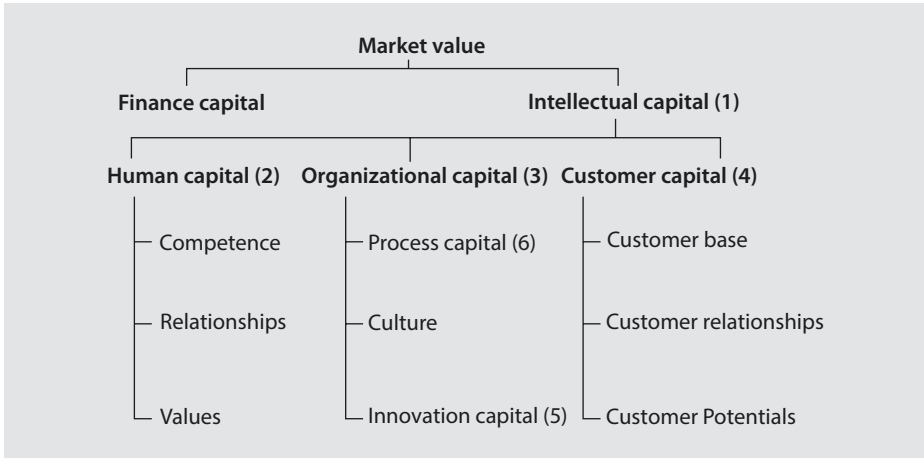 Market value
Finance capital
Intellectual capital (1)
Human capital (2)
Organizational capital (3)
Customer capital (4)
Competence
Process capital (6)
Customer base
Relationships
Culture
Customer relationships
Values
Innovation capital (5)
Customer Potentials